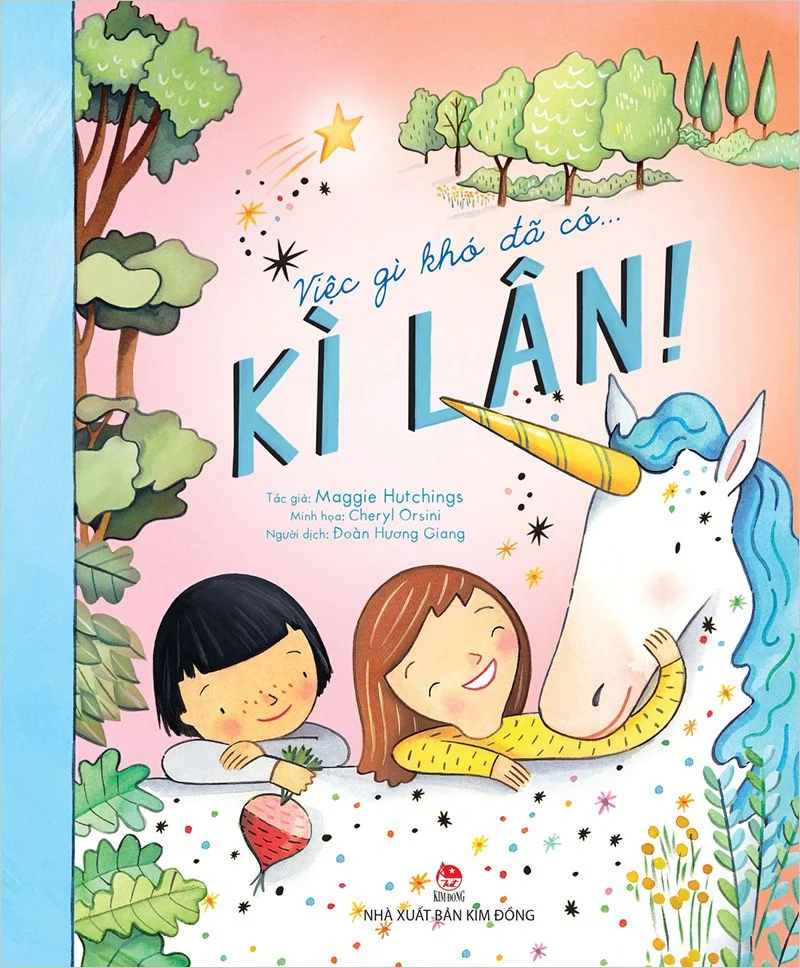 Việc gì khó đã có...
KÌ LÂN!
Tác giả: Maggie Hutchings
Minh họa: Cheryl Orsini
Người dịch: Đoàn Hương Giang
KIM ĐỒNG
NHÀ XUẤT BẢN KIM ĐỒNG